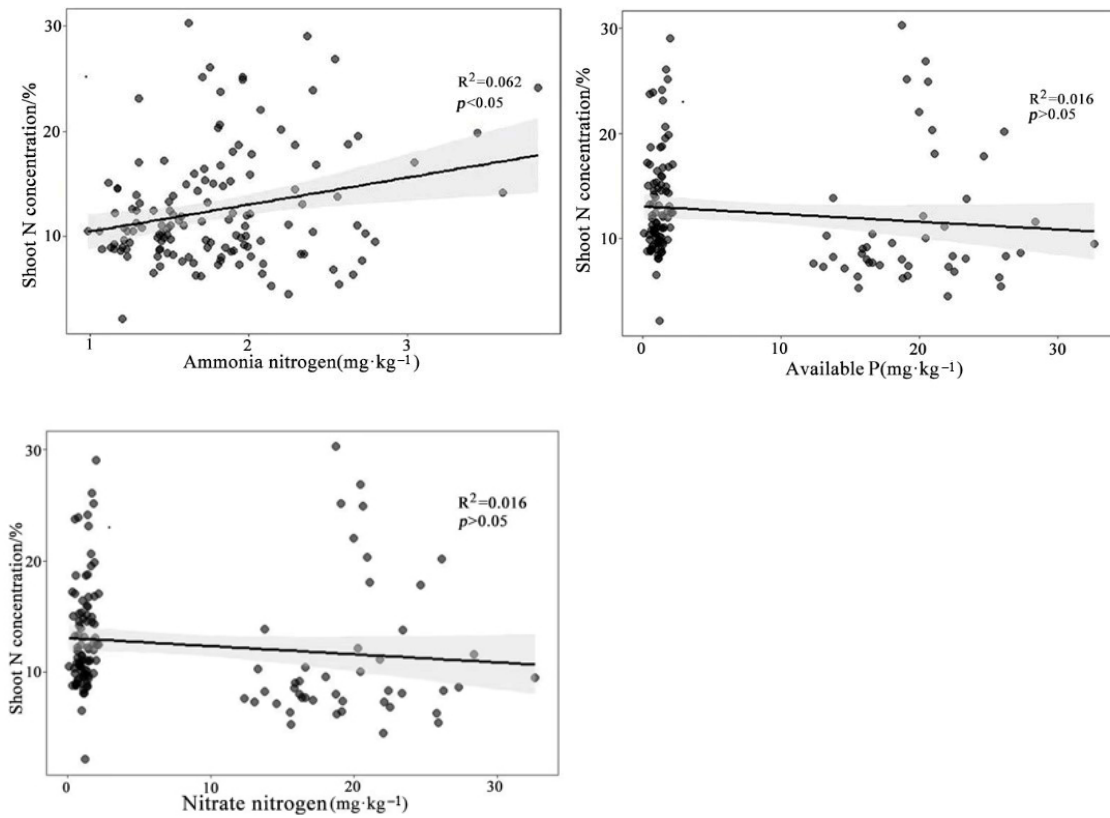 30
20
10
Shoot N concentration/%
R²=0.062
p<0.05
1
2
3
Ammonia nitrogen(mg·kg⁻¹)
30
20
10
Shoot N concentration/%
R²=0.016
p>0.05
0
10
20
30
Available P(mg·kg⁻¹)
30
20
10
Shoot N concentration/%
R²=0.016
p>0.05
0
10
20
30
Nitrate nitrogen(mg·kg⁻¹)